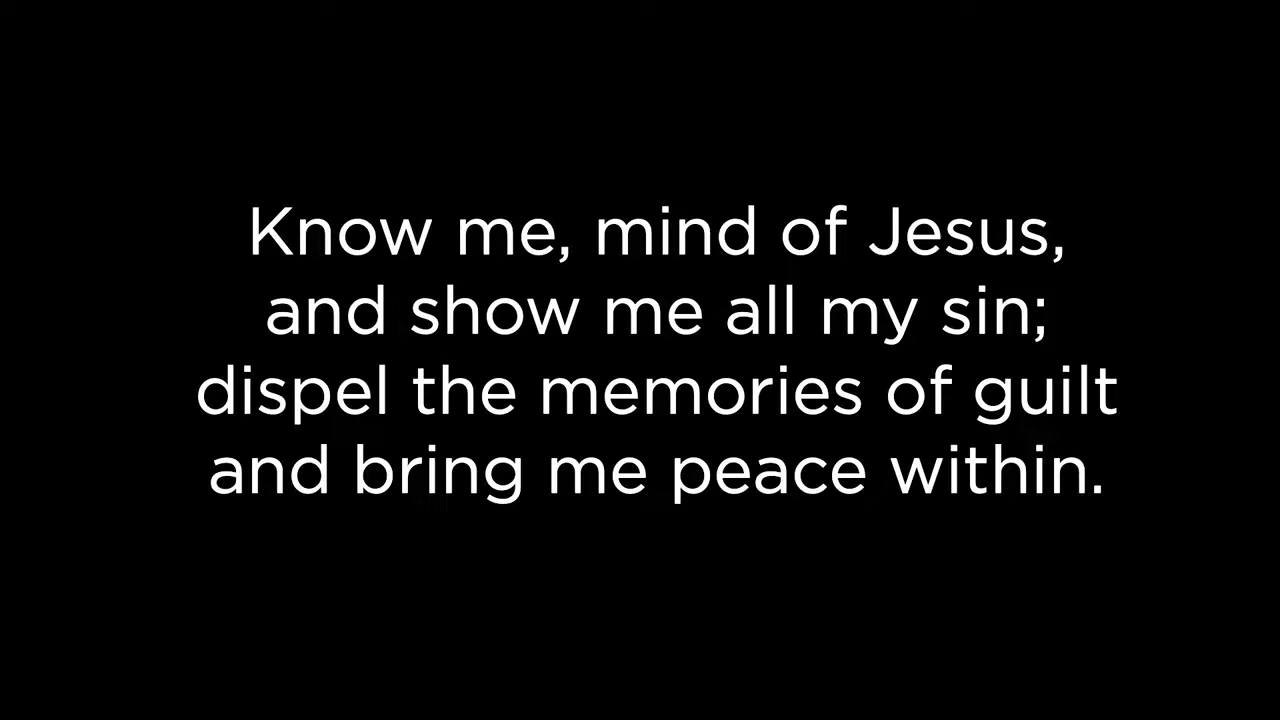 Know me, mind of Jesus,
and show me all my sin;
dispel the memories of guilt
and bring me peace within.